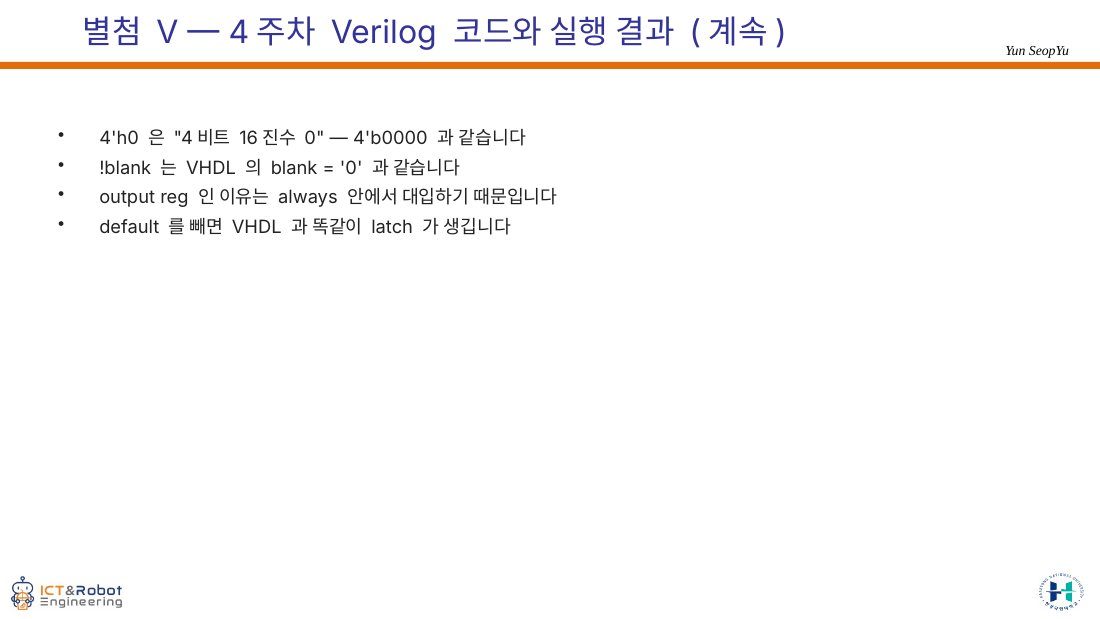 별첨 V — 4 주차 Verilog 코드와 실행 결과 ( 계속 )
Yun SeopYu
• 4'h0 은 "4 비트 16 진수 0" — 4'b0000 과 같습니다
• !blank 는 VHDL 의 blank = '0' 과 같습니다
• output reg 인 이유는 always 안에서 대입하기 때문입니다
• default 를 빼면 VHDL 과 똑같이 latch 가 생깁니다
ICT&Robot
Engineering